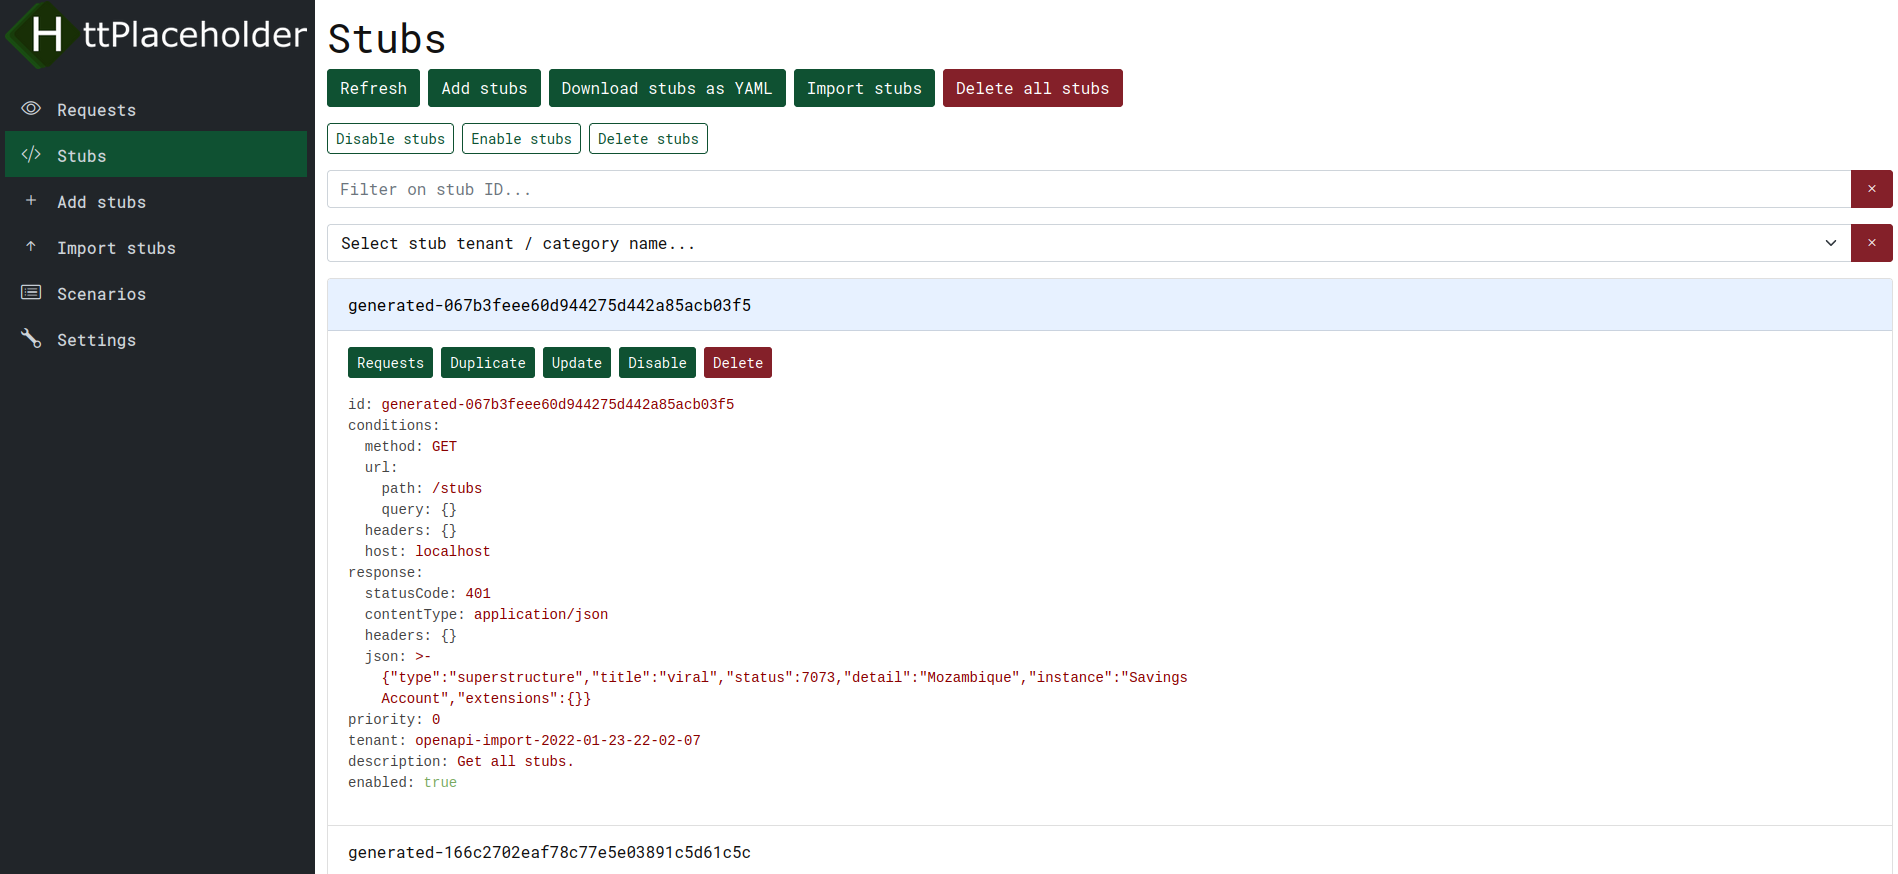 HttPlaceholder
Requests
Stubs
Add stubs
Import stubs
Scenarios
Settings
Stubs
Refresh Add stubs Download stubs as YAML Import stubs Delete all stubs
Disable stubs Enable stubs Delete stubs
Filter on stub ID...
Select stub tenant / category name...
generated-067b3feee60d944275d442a85acb03f5
Requests Duplicate Update Disable Delete
id: generated-067b3feee60d944275d442a85acb03f5
conditions:
  method: GET
  url:
    path: /stubs
    query: {}
  headers: {}
  host: localhost
response:
  statusCode: 401
  contentType: application/json
  headers: {}
  json: >-
    {"type":"superstructure","title":"viral","status":7073,"detail":"Mozambique","instance":"Savings
    Account","extensions":{}}
priority: 0
tenant: openapi-import-2022-01-23-22-02-07
description: Get all stubs.
enabled: true
generated-166c2702eaf78c77e5e03891c5d61c5c